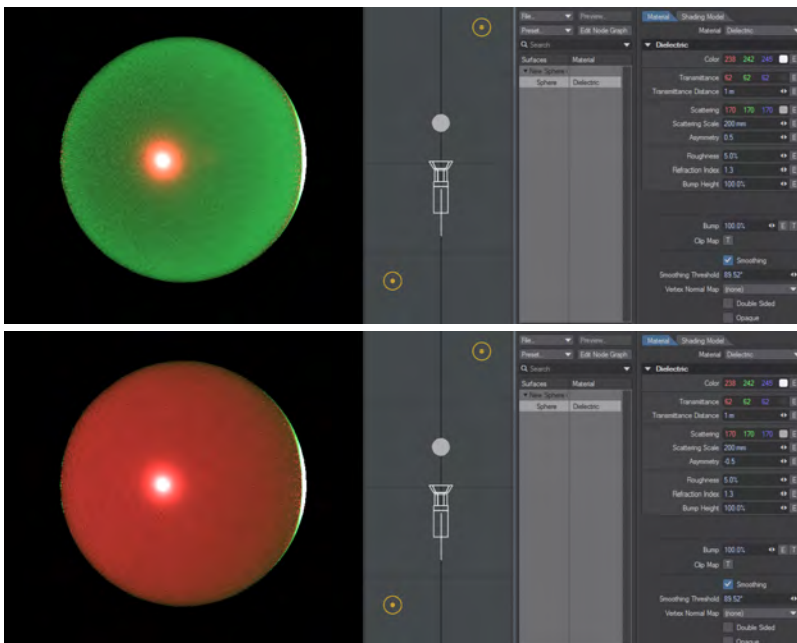 File... Preview... Material Shading Model
Preset... Edit Node Graph Material Dielectric
Search Dielectric
Surfaces Material Color 238 242 245 E
New Sphere
Sphere Dielectric Transmittance 62 62 62 E
Transmittance Distance 1 m
Scattering 170 170 170 E
Scattering Scale 200 mm E
Asymmetry 0.5 E
Roughness 5.0% E
Refraction Index 1.3 E
Bump Height 100.0% E
Bump 100.0% E T
Clip Map T
Smoothing
Smoothing Threshold 89.52°
Vertex Normal Map (none)
Double Sided
Opaque
File... Preview... Material Shading Model
Preset... Edit Node Graph Material Dielectric
Search Dielectric
Surfaces Material Color 238 242 245 E
New Sphere
Sphere Dielectric Transmittance 62 62 62 E
Transmittance Distance 1 m
Scattering 170 170 170 E
Scattering Scale 200 mm E
Asymmetry -0.5 E
Roughness 5.0% E
Refraction Index 1.3 E
Bump Height 100.0% E
Bump 100.0% E T
Clip Map T
Smoothing
Smoothing Threshold 89.52°
Vertex Normal Map (none)
Double Sided
Opaque